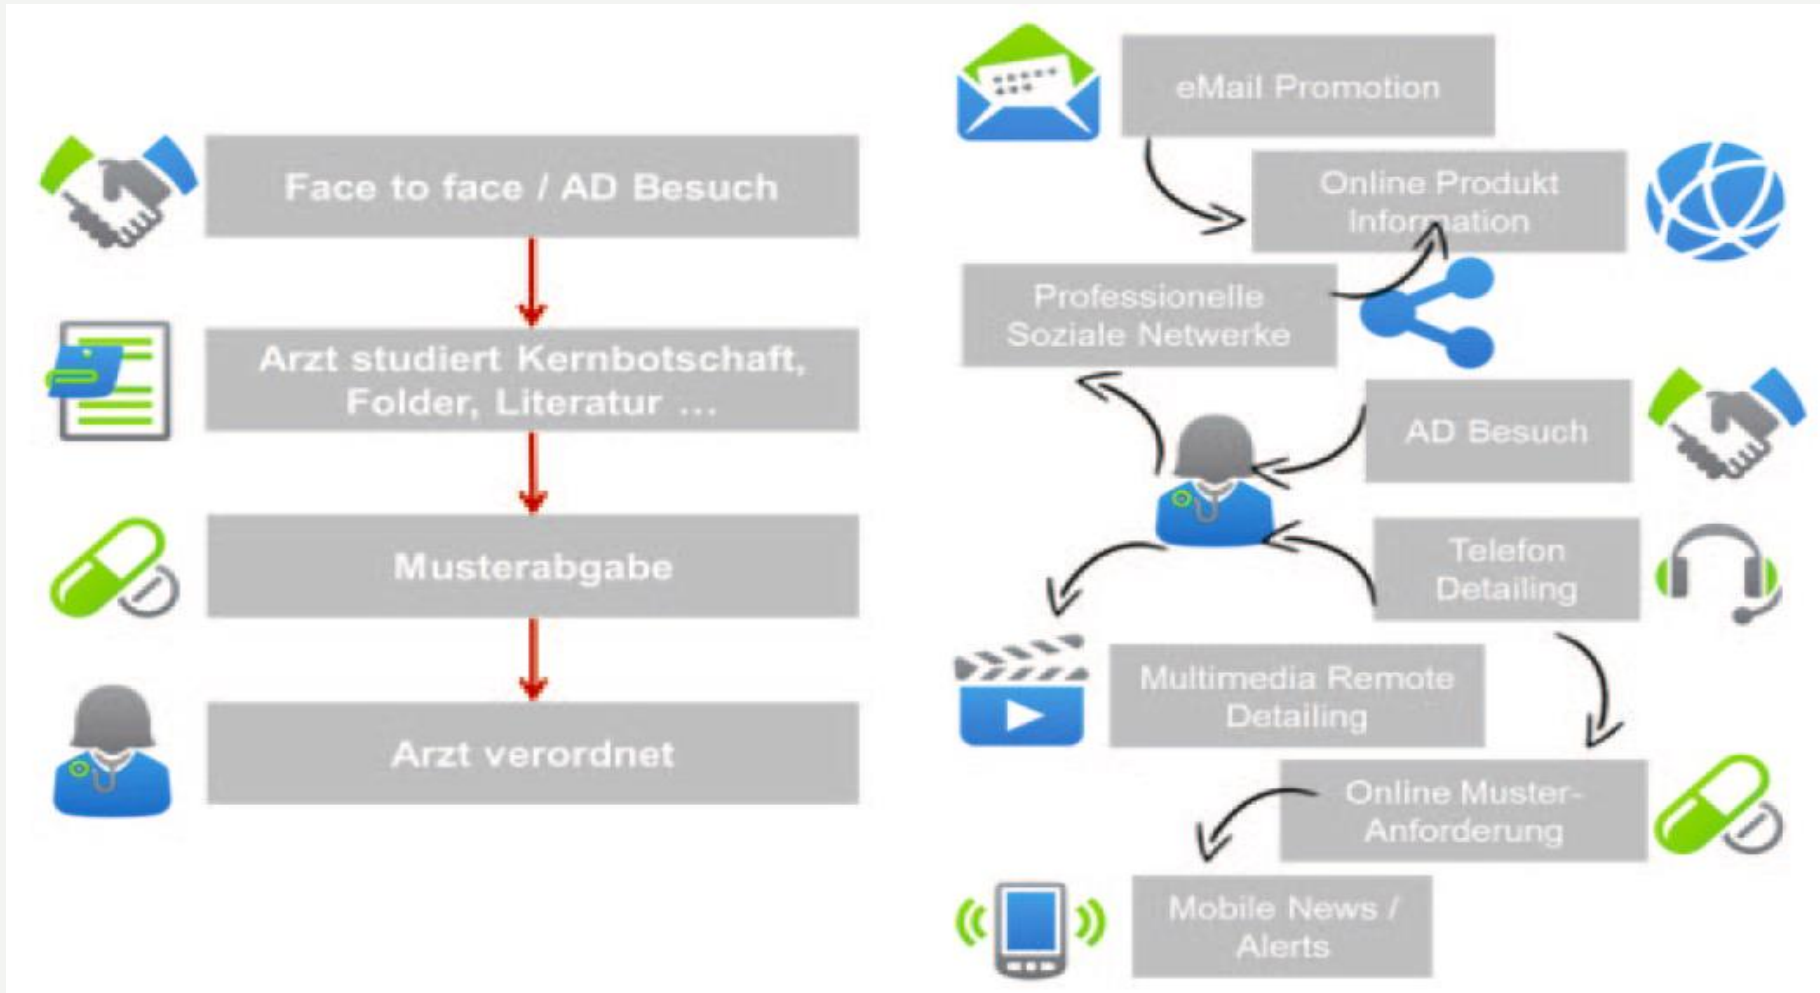 Face to face / AD Besuch
Arzt studiert Kernbotschaft,
Folder, Literatur ...
Musterabgabe
Arzt verordnet
eMail Promotion
Online Produkt
Information
Professionelle
Soziale Netwerke
AD Besuch
Telefon
Detailing
Multimedia Remote
Detailing
Online Muster-
Anforderung
Mobile News /
Alerts